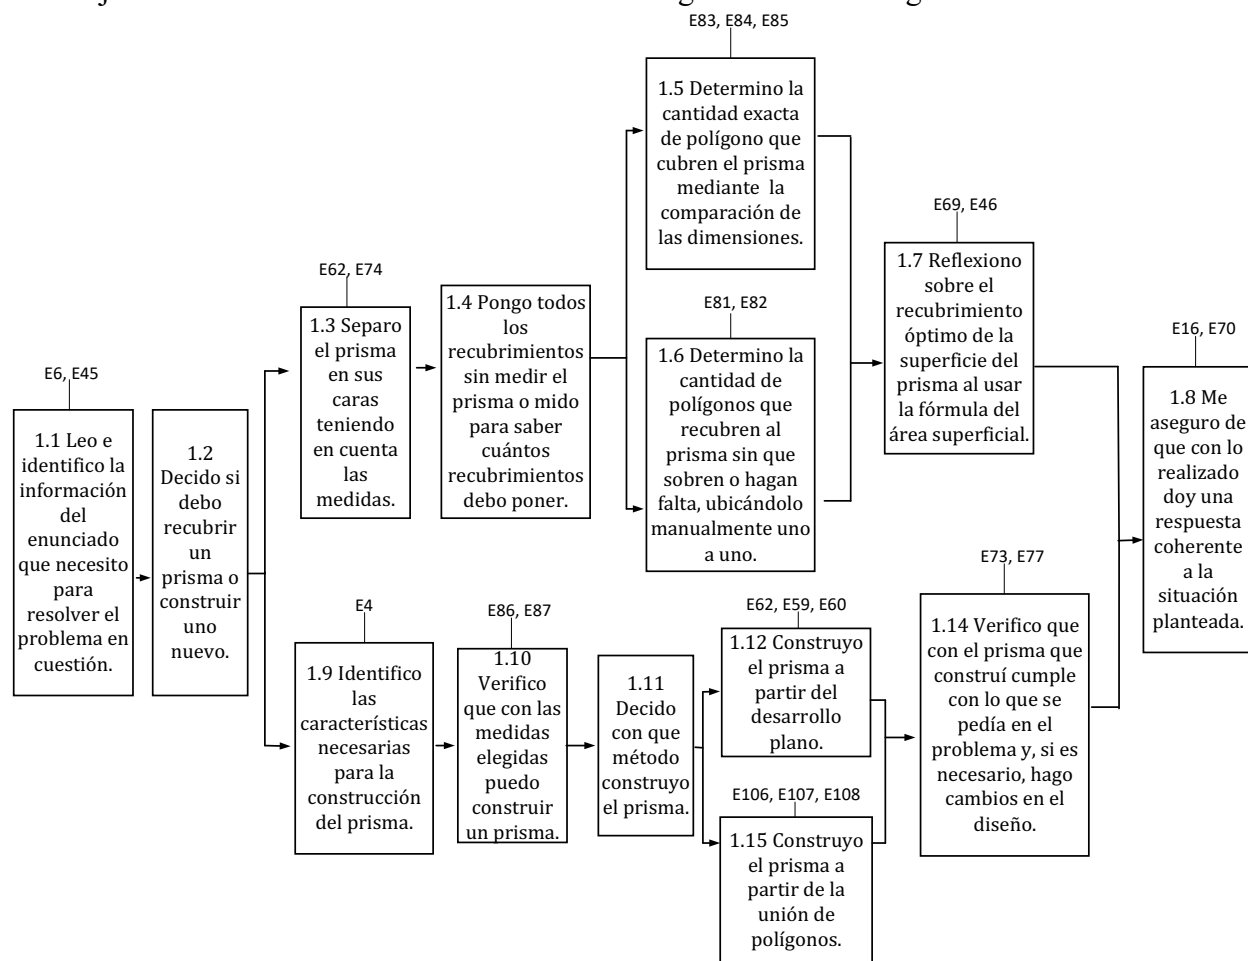 E83, E84, E85
1.5 Determino la
cantidad exacta
de polígono que
cubren el prisma
mediante la
comparación de
las dimensiones.
E69, E46
1.7 Reflexiono
sobre el
recubrimiento
óptimo de la
superficie del
prisma al usar
la fórmula del
área superficial.
E62, E74
1.3 Separo
el prisma
en sus
caras
teniendo
en cuenta
las
medidas.
1.4 Pongo todos
los
recubrimientos
sin medir el
prisma o mido
para saber
cuántos
recubrimientos
debo poner.
E81, E82
1.6 Determino la
cantidad de
polígonos que
recubren al
prisma sin que
sobren o hagan
falta, ubicándolo
manualmente uno
a uno.
E16, E70
1.8 Me
aseguro de
que con lo
realizado
doy una
respuesta
coherente
a la
situación
planteada.
E6, E45
1.1 Leo e
identifico la
información
del
enunciado
que necesito
para
resolver el
problema en
cuestión.
1.2
Decido si
debo
recubrir
un
prisma o
construir
uno
nuevo.
E4
1.9 Identifico
las
características
necesarias
para la
construcción
del prisma.
E86, E87
1.10
Verifico
que con las
medidas
elegidas
puedo
construir
un prisma.
1.11
Decido
con que
método
construyo
el prisma.
E62, E59, E60
1.12 Construyo
el prisma a
partir del
desarrollo
plano.
E106, E107, E108
1.15 Construyo
el prisma a
partir de la
unión de
polígonos.
E73, E77
1.14 Verifico que
con el prisma que
construí cumple
con lo que se
pedía en el
problema y, si es
necesario, hago
cambios en el
diseño.